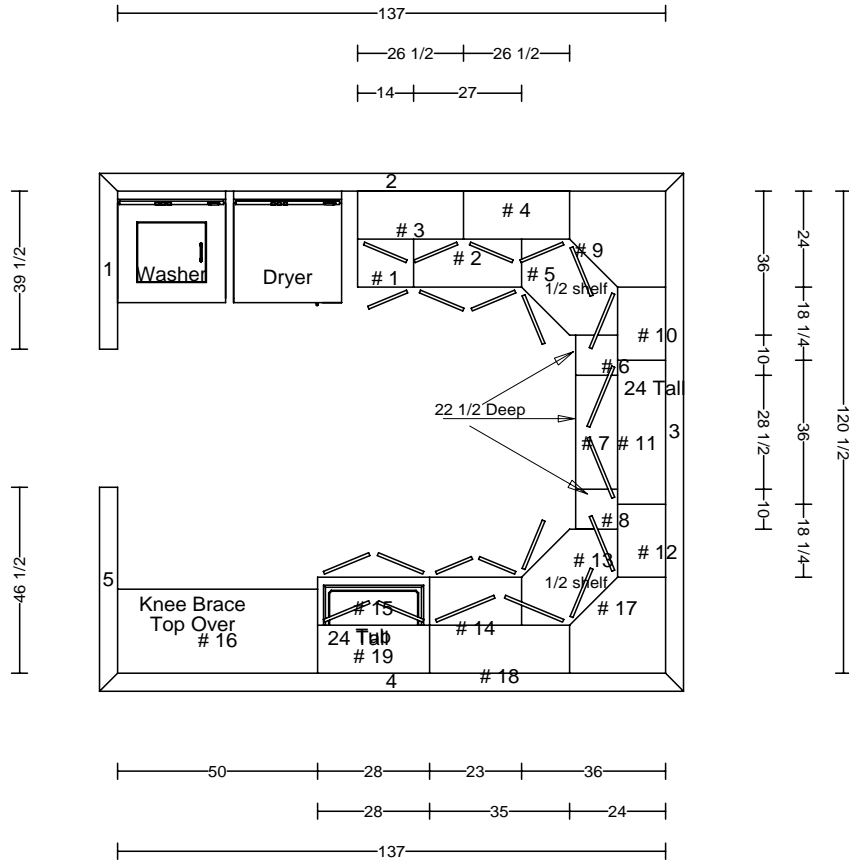 137
26 1/2 26 1/2
14 27
2
# 4
# 3
# 9
39 1/2
1
Washer
Dryer
# 1
# 2
# 5
1/2 shelf
36
24
# 10
18 1/4
10
# 6
24 Tall
22 1/2 Deep
28 1/2
36
120 1/2
# 7 # 11
3
10
# 8
# 12
18 1/4
# 13
46 1/2
5
1/2 shelf
Knee Brace
Top Over
# 16
# 15
# 17
# 14
24 Tall
Tub
# 19
4
# 18
50 28 23 36
28 35 24
137